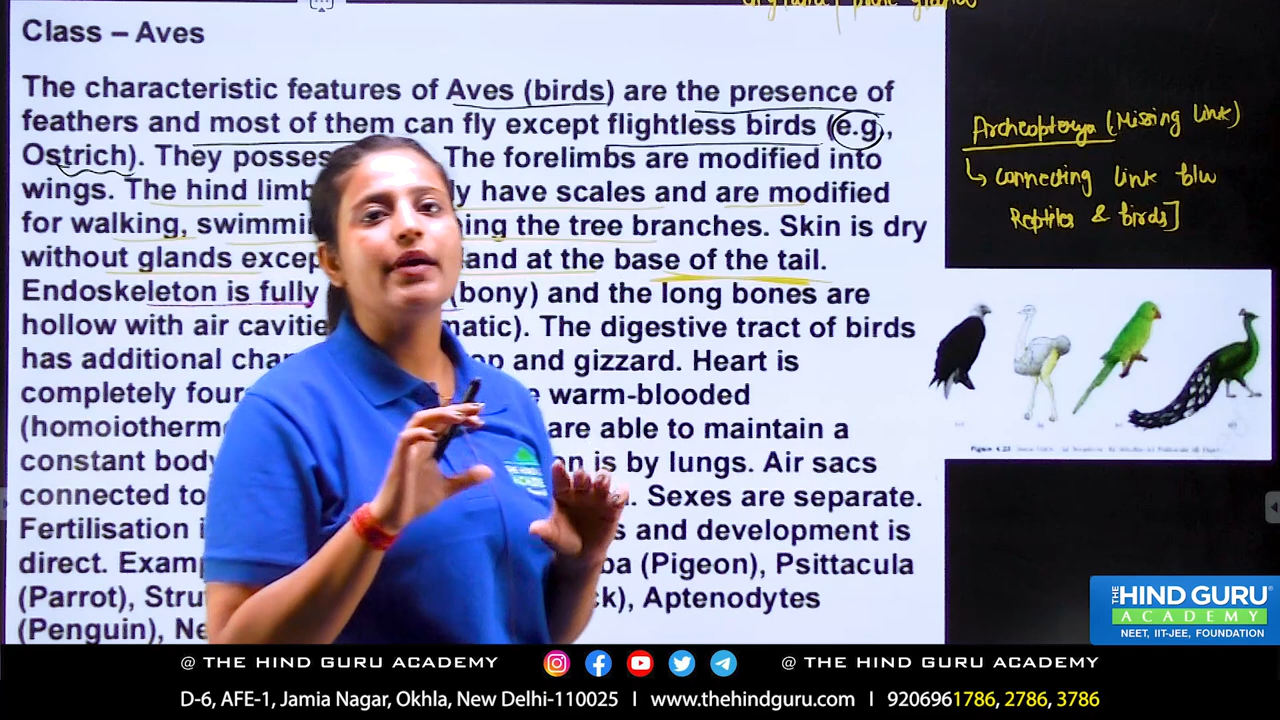 Class – Aves
The characteristic features of Aves (birds) are the presence of
feathers and most of them can fly except flightless birds (e.g.,
Ostrich). They possess The forelimbs are modified into
wings. The hind limb have scales and are modified
for walking, swimmin the tree branches. Skin is dry
without glands excep land at the base of the tail.
Endoskeleton is fully (bony) and the long bones are
hollow with air cavitie matic). The digestive tract of birds
has additional cha op and gizzard. Heart is
completely four warm-blooded
(homoiotherm are able to maintain a
constant body on is by lungs. Air sacs
connected to Sexes are separate.
Fertilisation i s and development is
direct. Exam ba (Pigeon), Psittacula
(Parrot), Stru ck), Aptenodytes
(Penguin), Ne
Archeopteryx (Missing link)
↳ connecting link b/w
Reptiles & birds]
THE HIND GURU
ACADEMY
NEET, IIT-JEE, FOUNDATION
@ THE HIND GURU ACADEMY @ THE HIND GURU ACADEMY
D-6, AFE-1, Jamia Nagar, Okhla, New Delhi-110025 | www.thehindguru.com | 9206961786, 2786, 3786